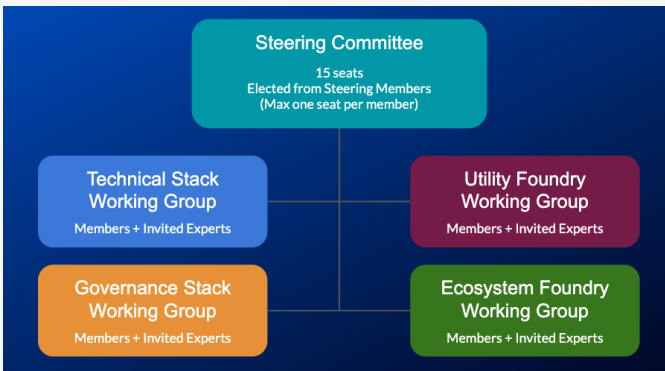 Steering Committee
15 seats
Elected from Steering Members
(Max one seat per member)
Technical Stack
Working Group
Members + Invited Experts
Utility Foundry
Working Group
Members + Invited Experts
Governance Stack
Working Group
Members + Invited Experts
Ecosystem Foundry
Working Group
Members + Invited Experts